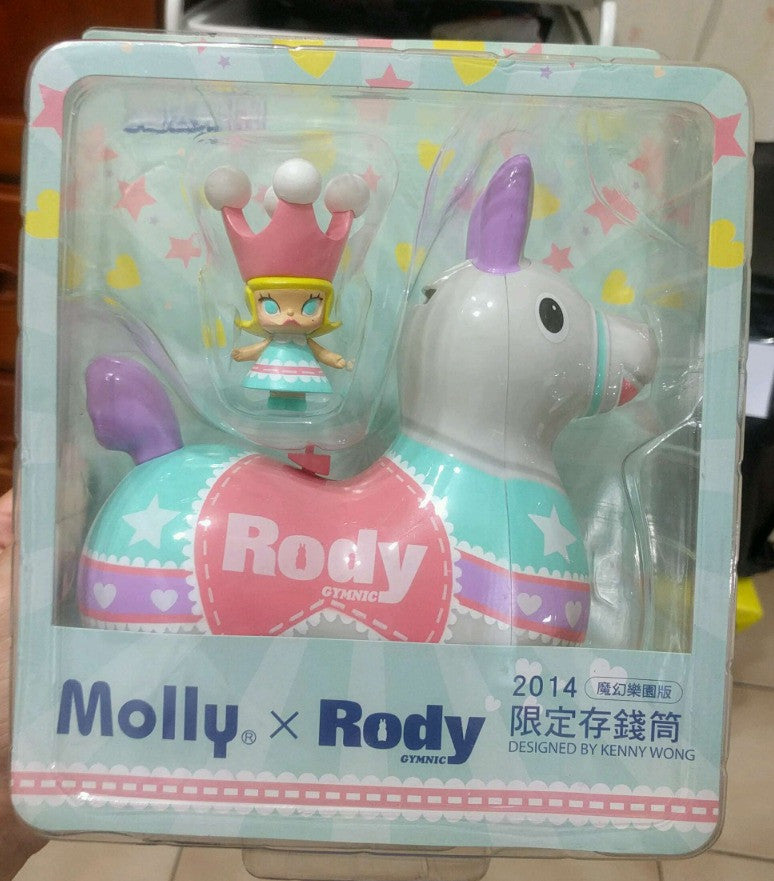 Rody
GYMNIC
Molly® × Rody
GYMNIC
2014 魔幻樂園版
限定存錢筒
DESIGNED BY KENNY WONG